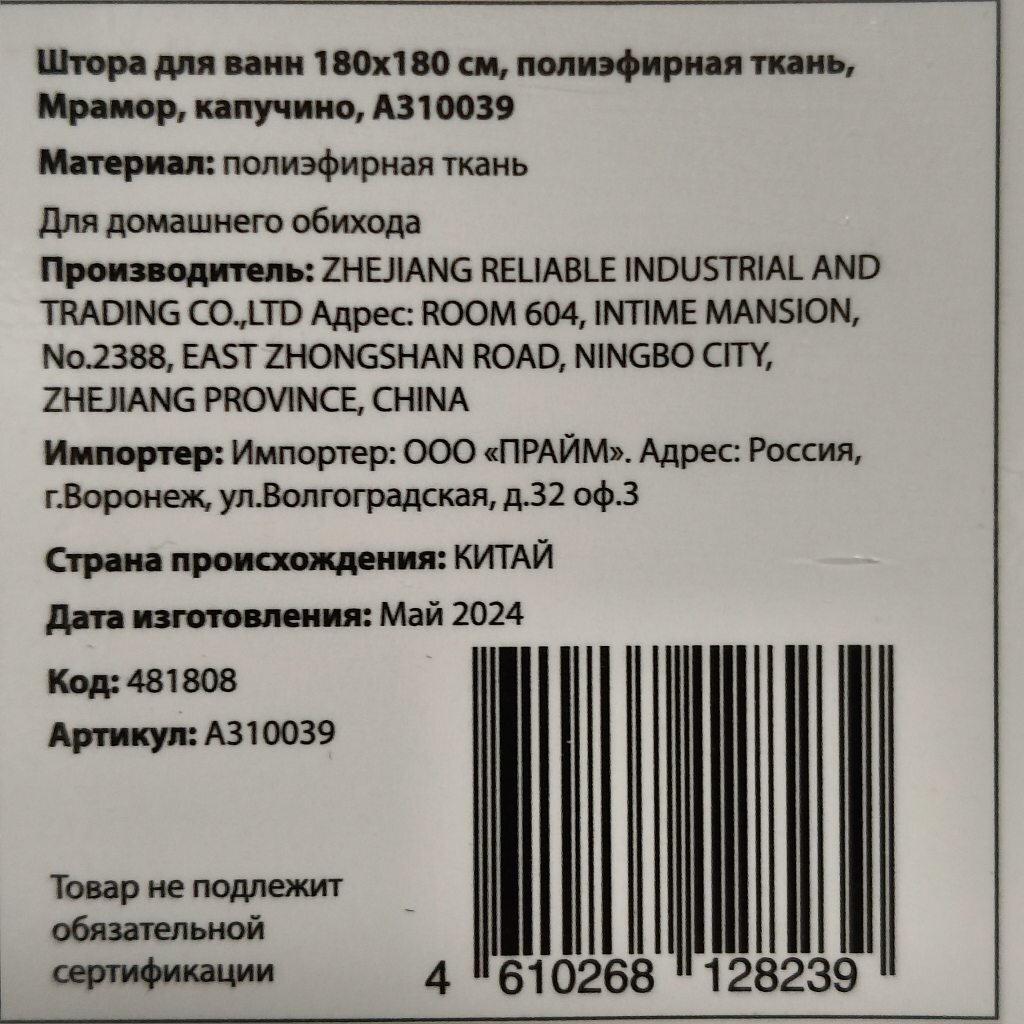 Штора для ванн 180х180 см, полиэфирная ткань,
Мрамор, капучино, А310039
Материал: полиэфирная ткань
Для домашнего обихода
Производитель: ZHEJIANG RELIABLE INDUSTRIAL AND
TRADING CO.,LTD Адрес: ROOM 604, INTIME MANSION,
No.2388, EAST ZHONGSHAN ROAD, NINGBO CITY,
ZHEJIANG PROVINCE, CHINA
Импортер: Импортер: ООО «ПРАЙМ». Адрес: Россия,
г.Воронеж, ул.Волгоградская, д.32 оф.3
Страна происхождения: КИТАЙ
Дата изготовления: Май 2024
Код: 481808
Артикул: А310039
Товар не подлежит
обязательной
сертификации
4 610268 128239